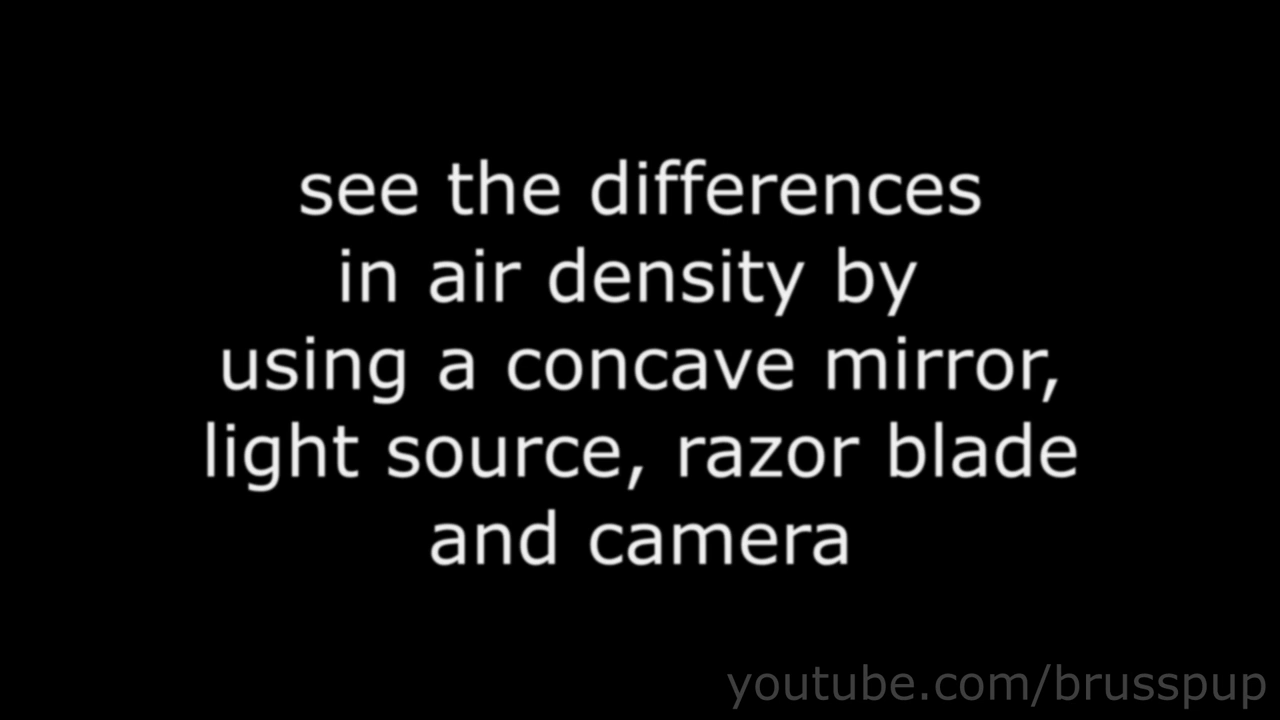 see the differences
in air density by
using a concave mirror,
light source, razor blade
and camera
youtube.com/brusspup